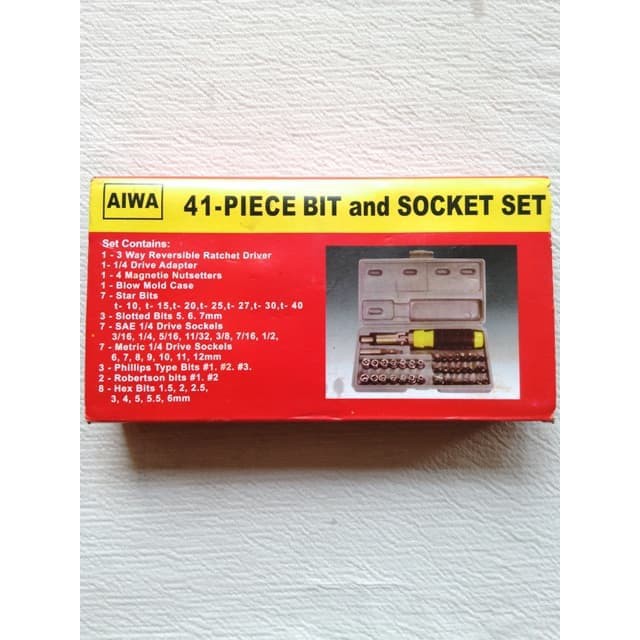 AIWA
41-PIECE BIT and SOCKET SET
Set Contains:
1 - 3 Way Reversible Ratchet Driver
1- 1/4 Drive Adapter
1 - 4 Magnetie Nutsetters
1 - Blow Mold Case
7 - Star Bits
t- 10, t- 15,t- 20,t- 25,t- 27,t- 30,t- 40
3 - Slotted Bits 5. 6. 7mm
7 - SAE 1/4 Drive Sockels
3/16, 1/4, 5/16, 11/32, 3/8, 7/16, 1/2,
7 - Metric 1/4 Drive Sockels
6, 7, 8, 9, 10, 11, 12mm
3 - Phillips Type Bits #1. #2. #3.
2 - Robertson bits #1. #2
8 - Hex Bits 1.5, 2, 2.5,
3, 4, 5, 5.5, 6mm